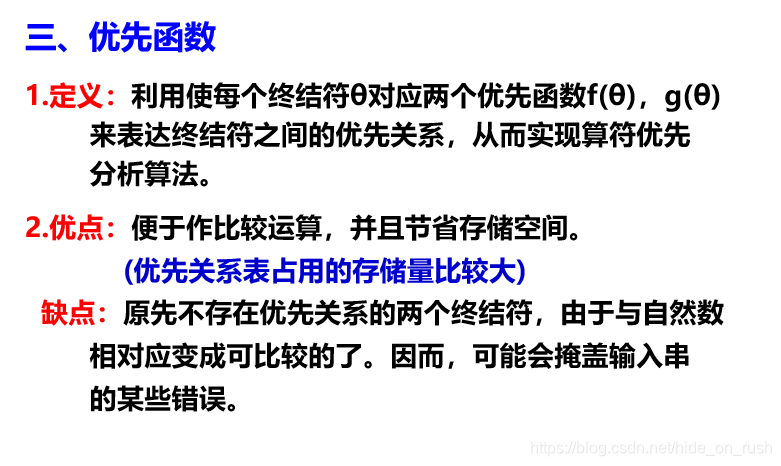 三、优先函数
1.定义：利用使每个终结符θ对应两个优先函数f(θ)，g(θ)
来表达终结符之间的优先关系，从而实现算符优先
分析算法。
2.优点：便于作比较运算，并且节省存储空间。
(优先关系表占用的存储量比较大)
缺点：原先不存在优先关系的两个终结符，由于与自然数
相对应变成可比较的了。因而，可能会掩盖输入串
的某些错误。
https://blog.csdn.net/hide_on_rush